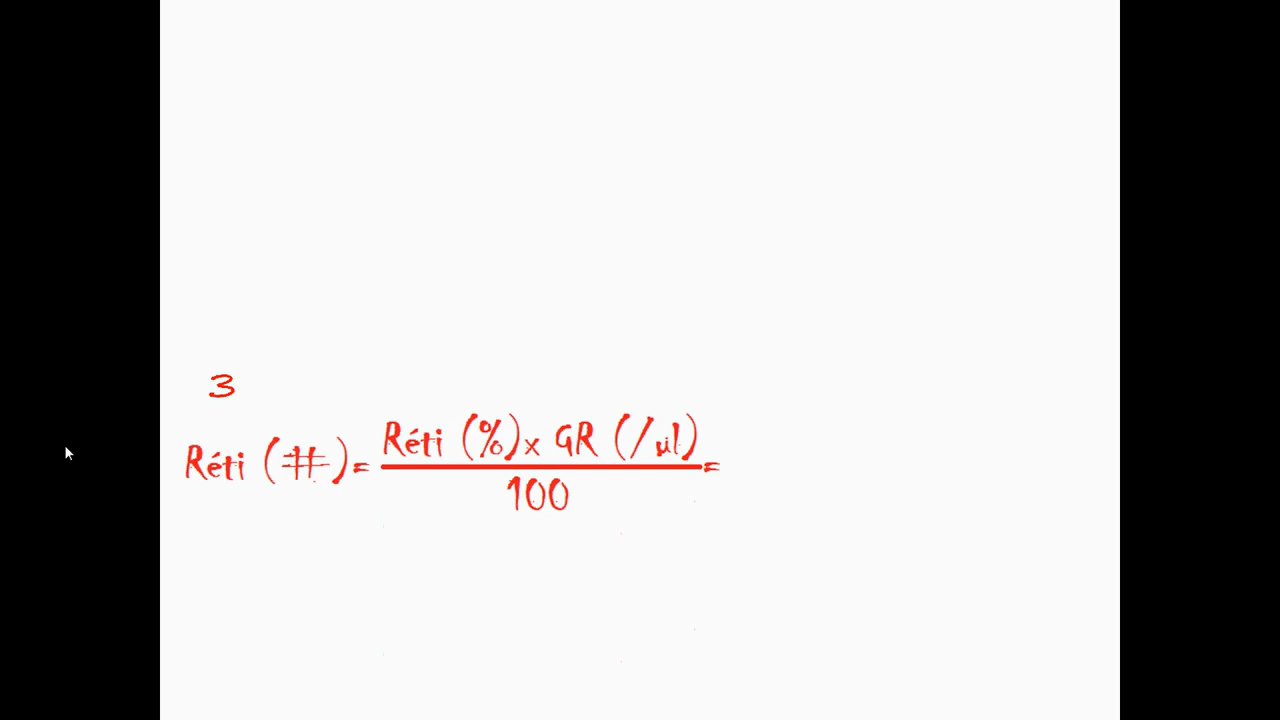 3
Réti (#)= Réti (%)x GR (/µl) =
100